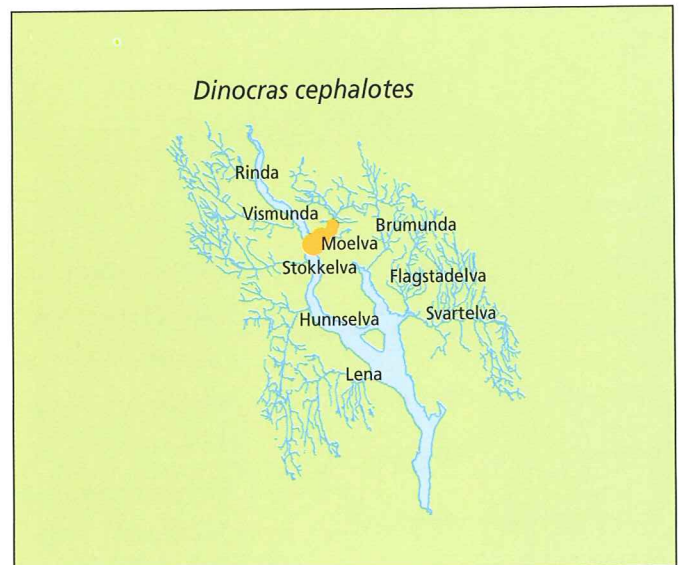 Dinocras cephalotes
Rinda
Vismunda
Brumunda
Moelva
Stokkelva
Flagstadelva
Hunnselva
Svartelva
Lena